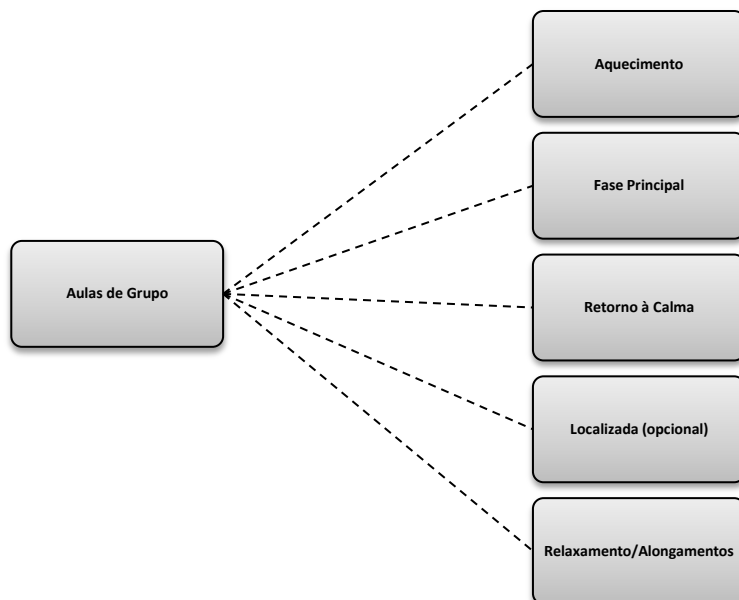 Aquecimento
Fase Principal
Aulas de Grupo
Retorno à Calma
Localizada (opcional)
Relaxamento/Alongamentos